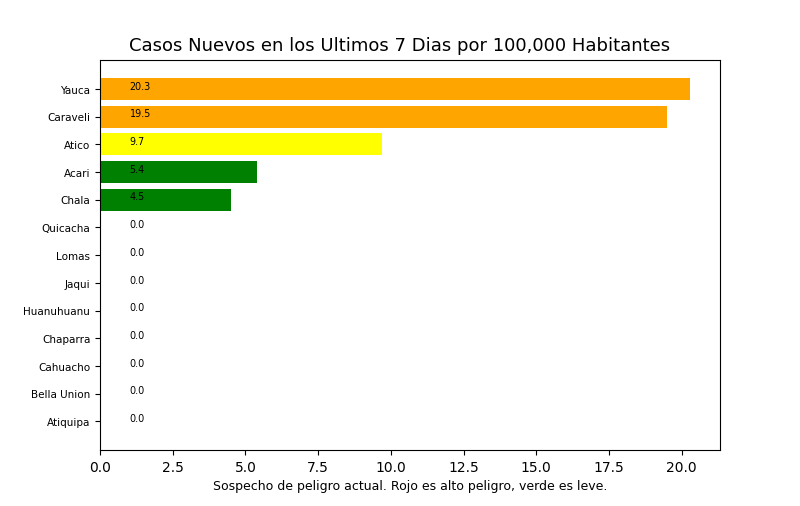 Casos Nuevos en los Ultimos 7 Dias por 100,000 Habitantes
Yauca 20.3
Caraveli 19.5
Atico 9.7
Acari 5.4
Chala 4.5
Quicacha 0.0
Lomas 0.0
Jaqui 0.0
Huanuhuanu 0.0
Chaparra 0.0
Cahuacho 0.0
Bella Union 0.0
Atiquipa 0.0
0.0 2.5 5.0 7.5 10.0 12.5 15.0 17.5 20.0
Sospecho de peligro actual. Rojo es alto peligro, verde es leve.